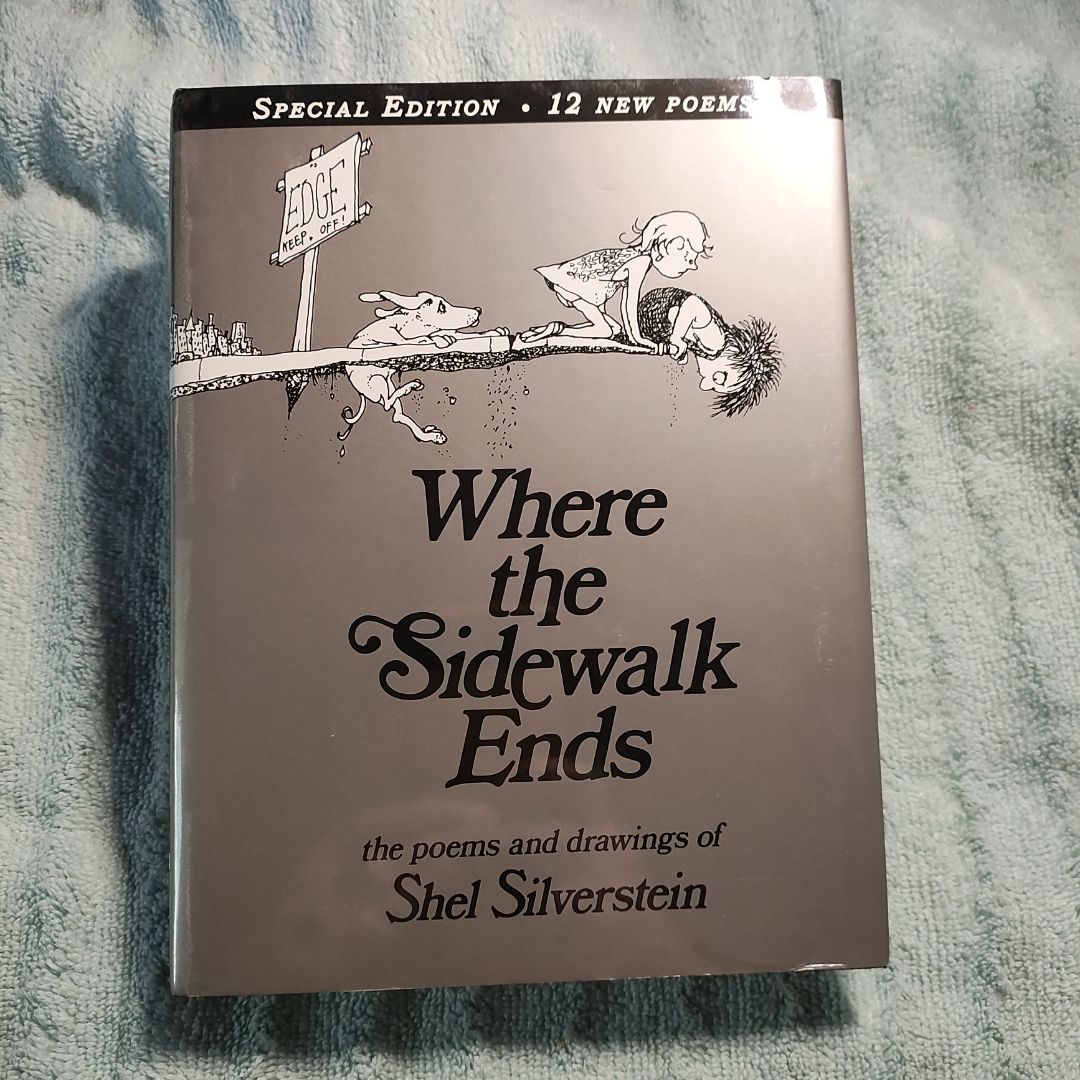 SPECIAL EDITION · 12 NEW POEMS
EDGE
KEEP. OFF!
Where
the
Sidewalk
Ends
the poems and drawings of
Shel Silverstein